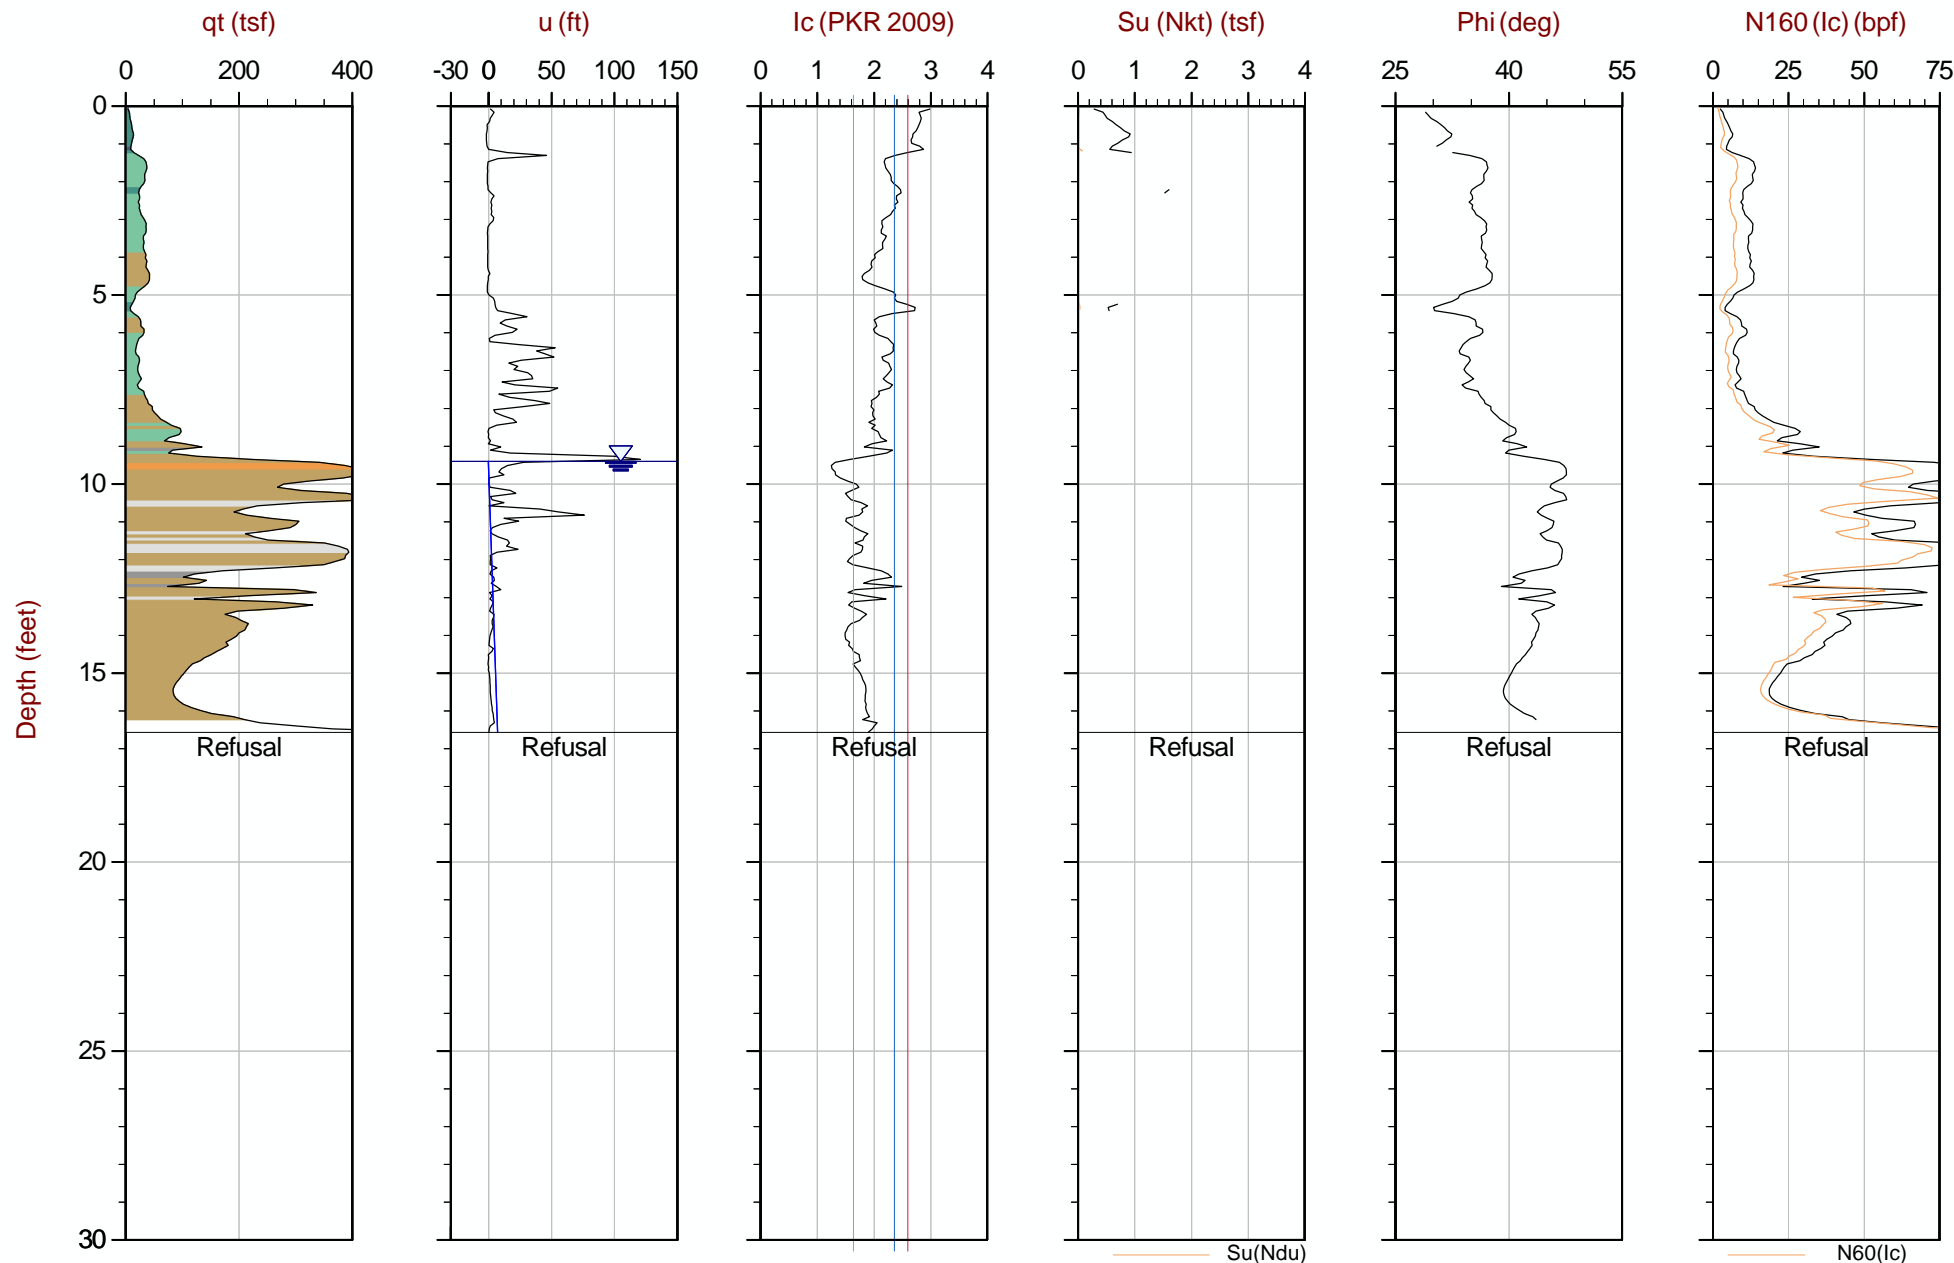 qt (tsf) u (ft) Ic (PKR 2009) Su (Nkt) (tsf) Phi (deg) N160 (Ic) (bpf)
0 200 400 -30 0 50 100 150 0 1 2 3 4 0 1 2 3 4 25 40 55 0 25 50 75
0
5
10
15
Depth (feet)
Refusal Refusal Refusal Refusal Refusal Refusal
20
25
30
Su(Ndu) N60(Ic)